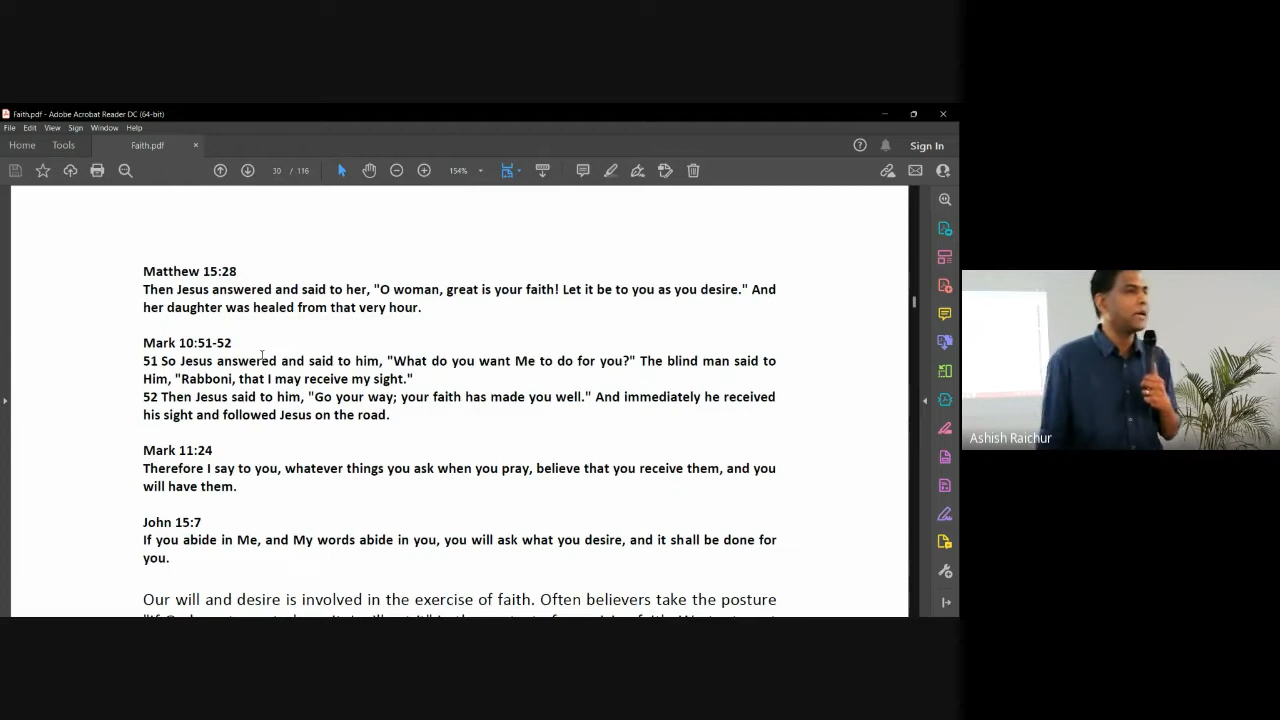 Faith.pdf - Adobe Acrobat Reader DC (64-bit)
File Edit View Sign Window Help
Home Tools Faith.pdf × Sign In
30 / 116 154%
Matthew 15:28
Then Jesus answered and said to her, "O woman, great is your faith! Let it be to you as you desire." And
her daughter was healed from that very hour.
Mark 10:51-52
51 So Jesus answered and said to him, "What do you want Me to do for you?" The blind man said to
Him, "Rabboni, that I may receive my sight."
52 Then Jesus said to him, "Go your way; your faith has made you well." And immediately he received
his sight and followed Jesus on the road.
Mark 11:24
Therefore I say to you, whatever things you ask when you pray, believe that you receive them, and you
will have them.
John 15:7
If you abide in Me, and My words abide in you, you will ask what you desire, and it shall be done for
you.
Our will and desire is involved in the exercise of faith. Often believers take the posture
Ashish Raichur